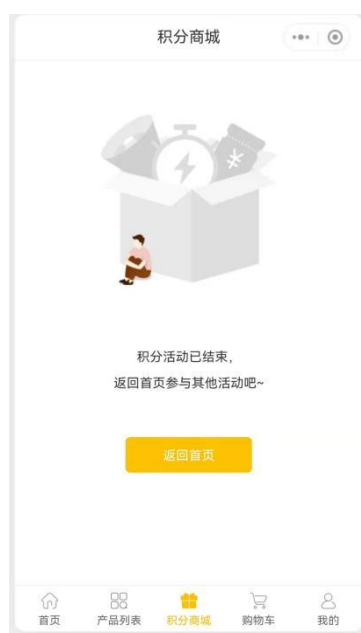 积分商城
¥
积分活动已结束，
返回首页参与其他活动吧~
返回首页
首页
产品列表
积分商城
购物车
我的